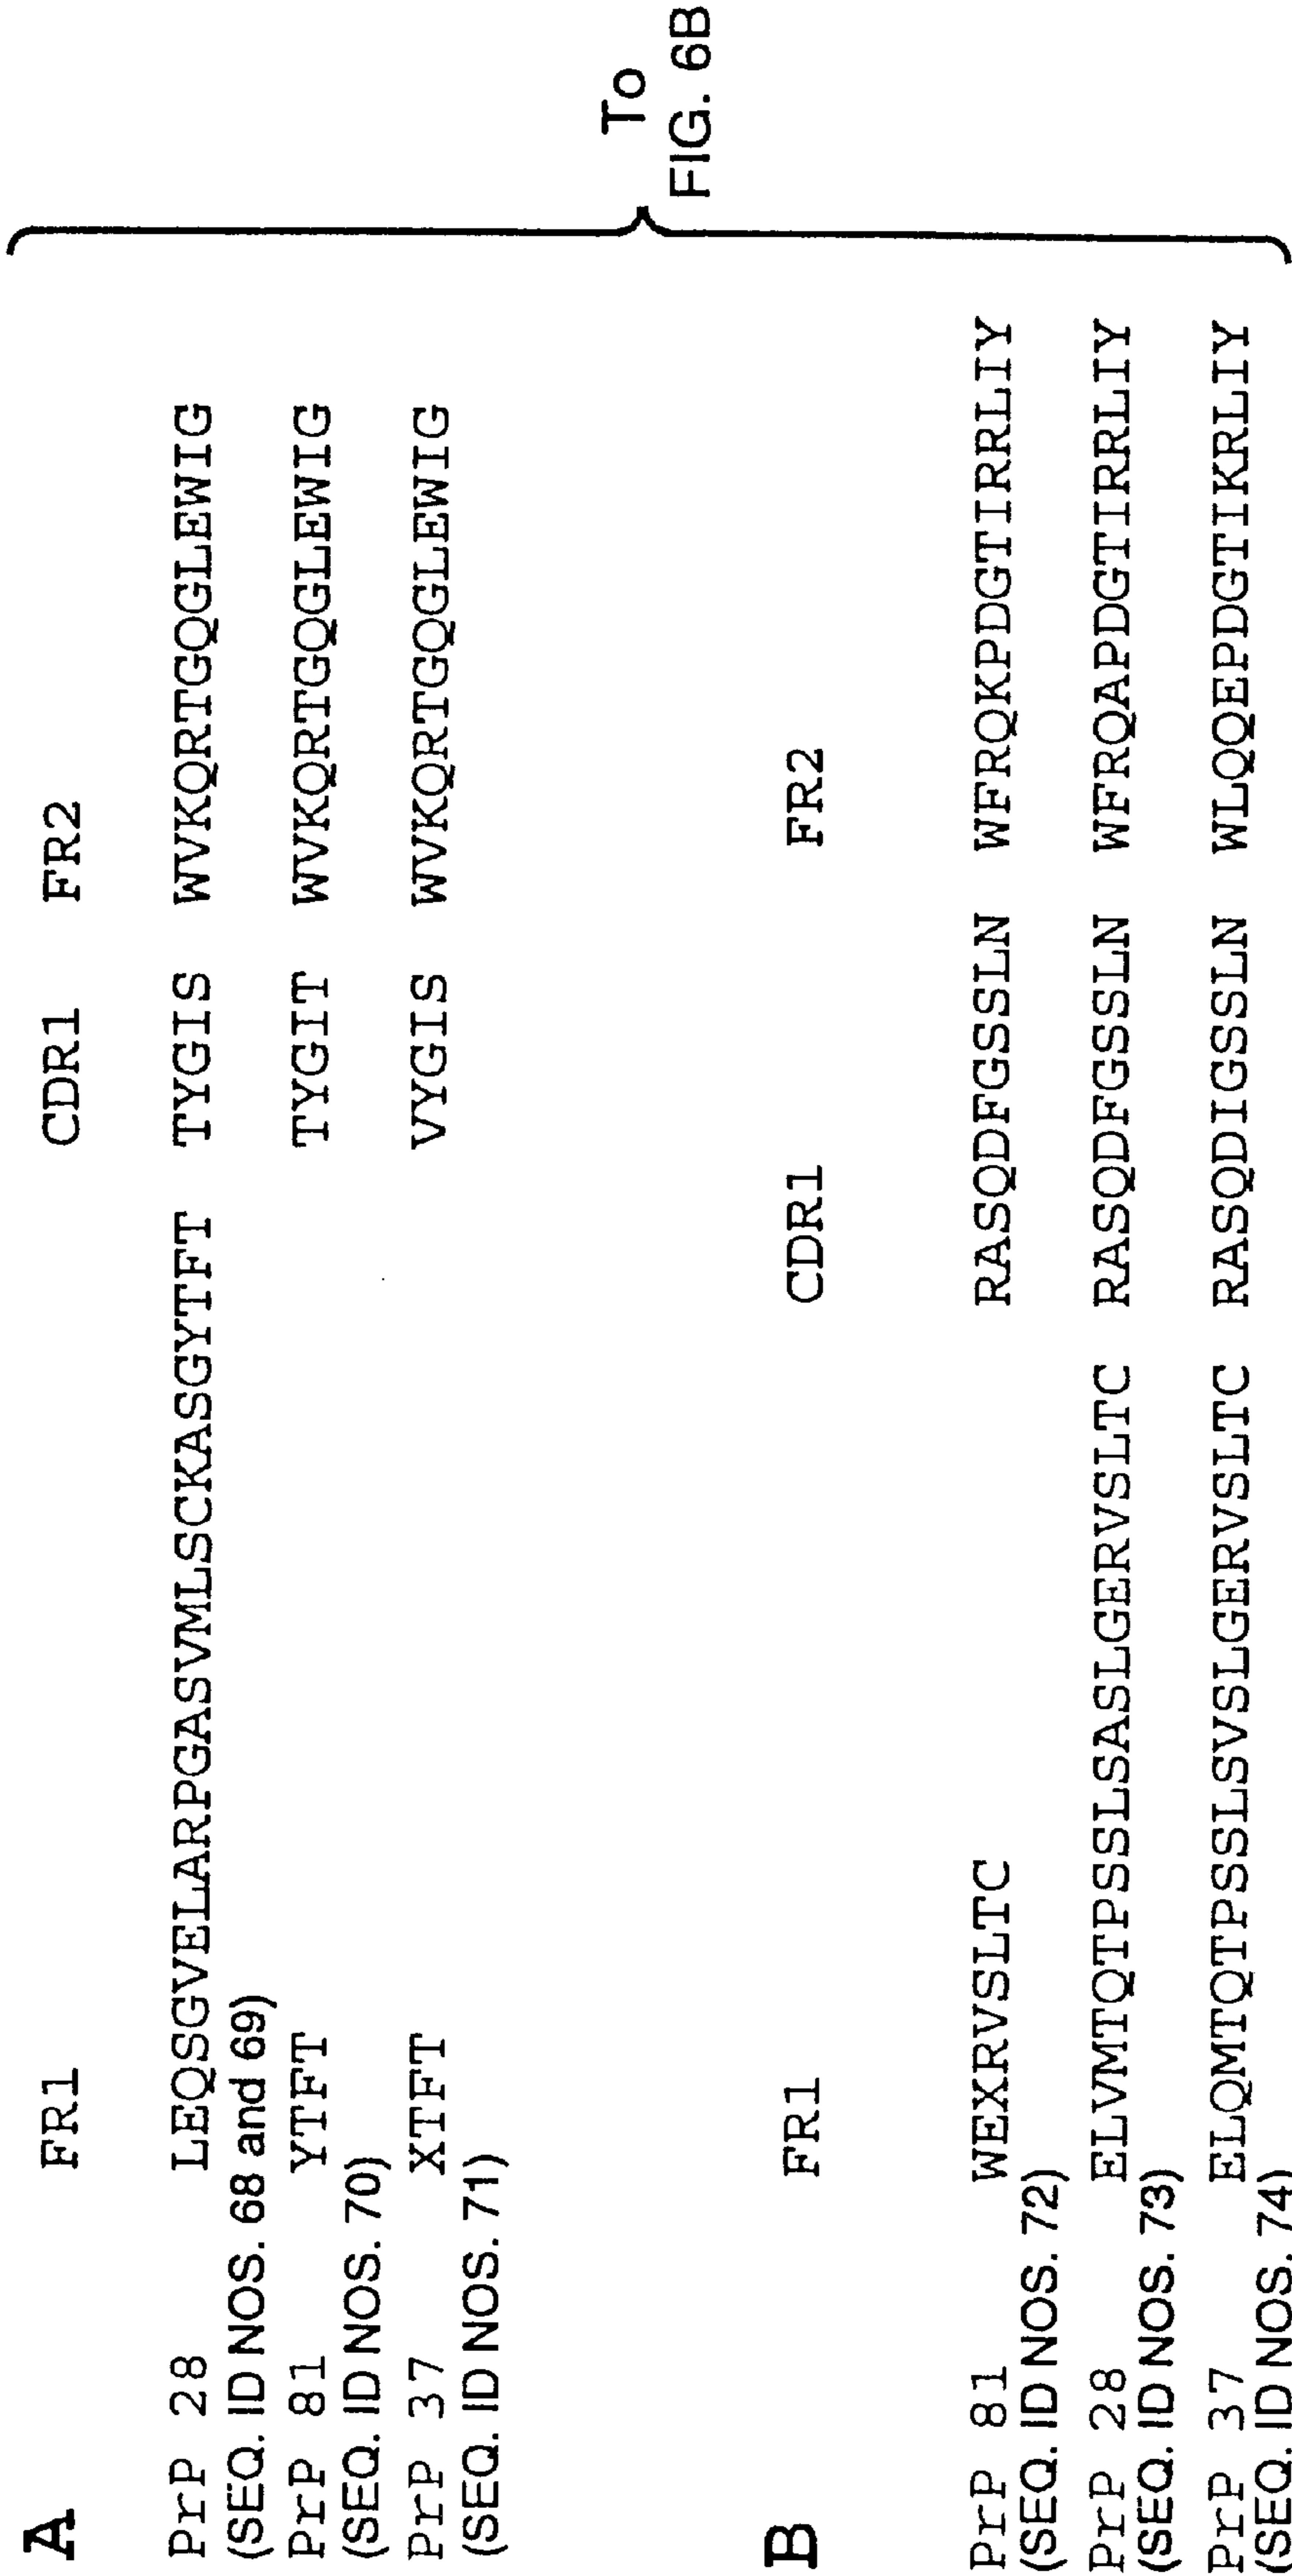 A
FR1 CDR1 FR2
PrP 28 LEQSGVELARPGASVMLSCKASGYTFT TYGIS WVKQRTGQGLEWIG
(SEQ. ID NOS. 68 and 69)
PrP 81 YTFT TYGIT WVKQRTGQGLEWIG
(SEQ. ID NOS. 70)
PrP 37 XTFT VYGIS WVKQRTGQGLEWIG
(SEQ. ID NOS. 71)
B
FR1 CDR1 FR2
PrP 81 WEXRVSLTC RASQDFGSSLN WFRQKPDGTIRRLIY
(SEQ. ID NOS. 72)
PrP 28 ELVMTQTPSSLSASLGERVSLTC RASQDFGSSLN WFRQAPDGTIRRLIY
(SEQ. ID NOS. 73)
PrP 37 ELQMTQTPSSLSVSLGERVSLTC RASQDIGSSLN WLQQEPDGTIKRLIY
(SEQ. ID NOS. 74)
To
FIG. 6B